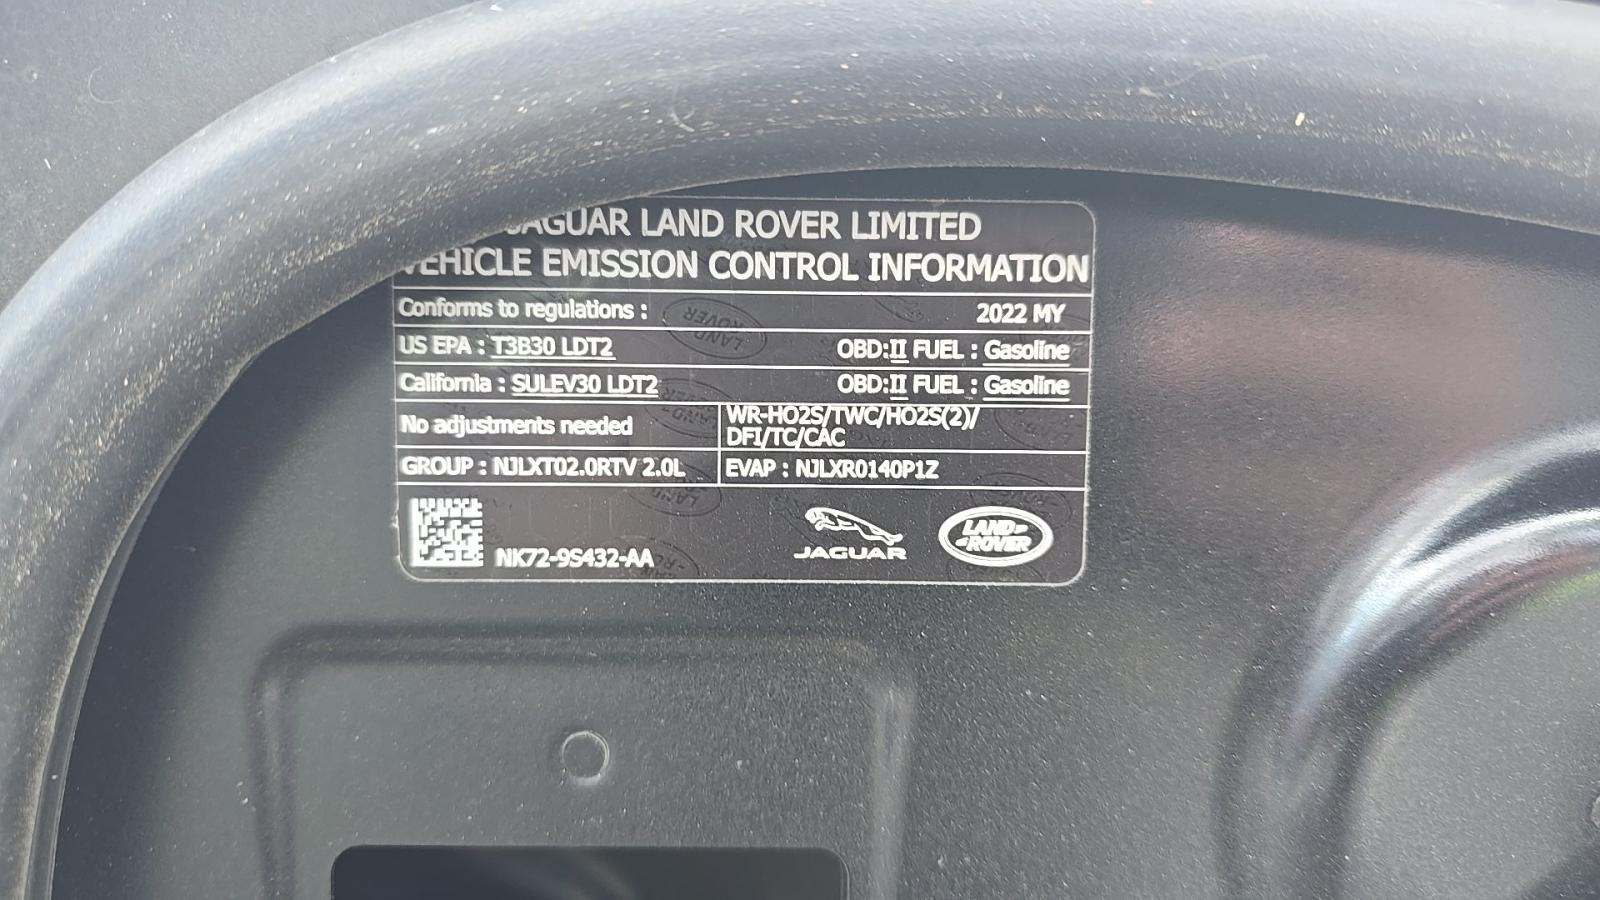 JAGUAR LAND ROVER LIMITED
VEHICLE EMISSION CONTROL INFORMATION
Conforms to regulations : 2022 MY
US EPA : T3B30 LDT2 OBD:II FUEL : Gasoline
California : SULEV30 LDT2 OBD:II FUEL : Gasoline
No adjustments needed
WR-HO2S/TWC/HO2S(2)/
DFI/TC/CAC
GROUP : NJLXT02.0RTV 2.0L
EVAP : NJLXR0140P1Z
NK72-9S432-AA
JAGUAR
LAND-
-ROVER